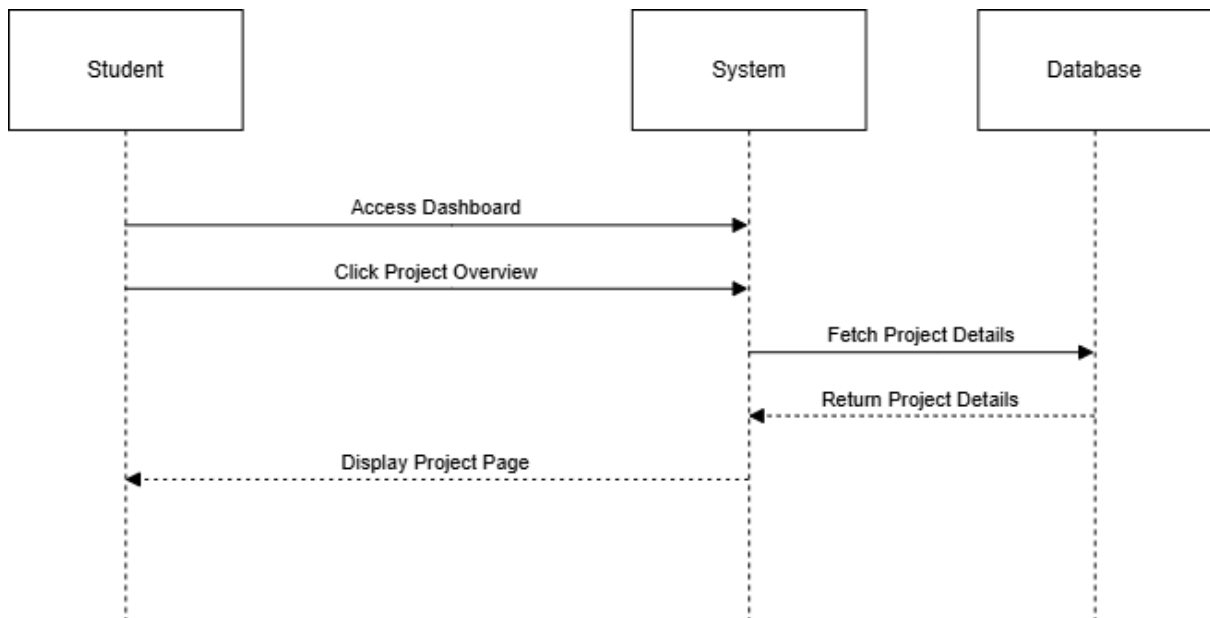 Student
System
Database
Access Dashboard
Click Project Overview
Fetch Project Details
Return Project Details
Display Project Page